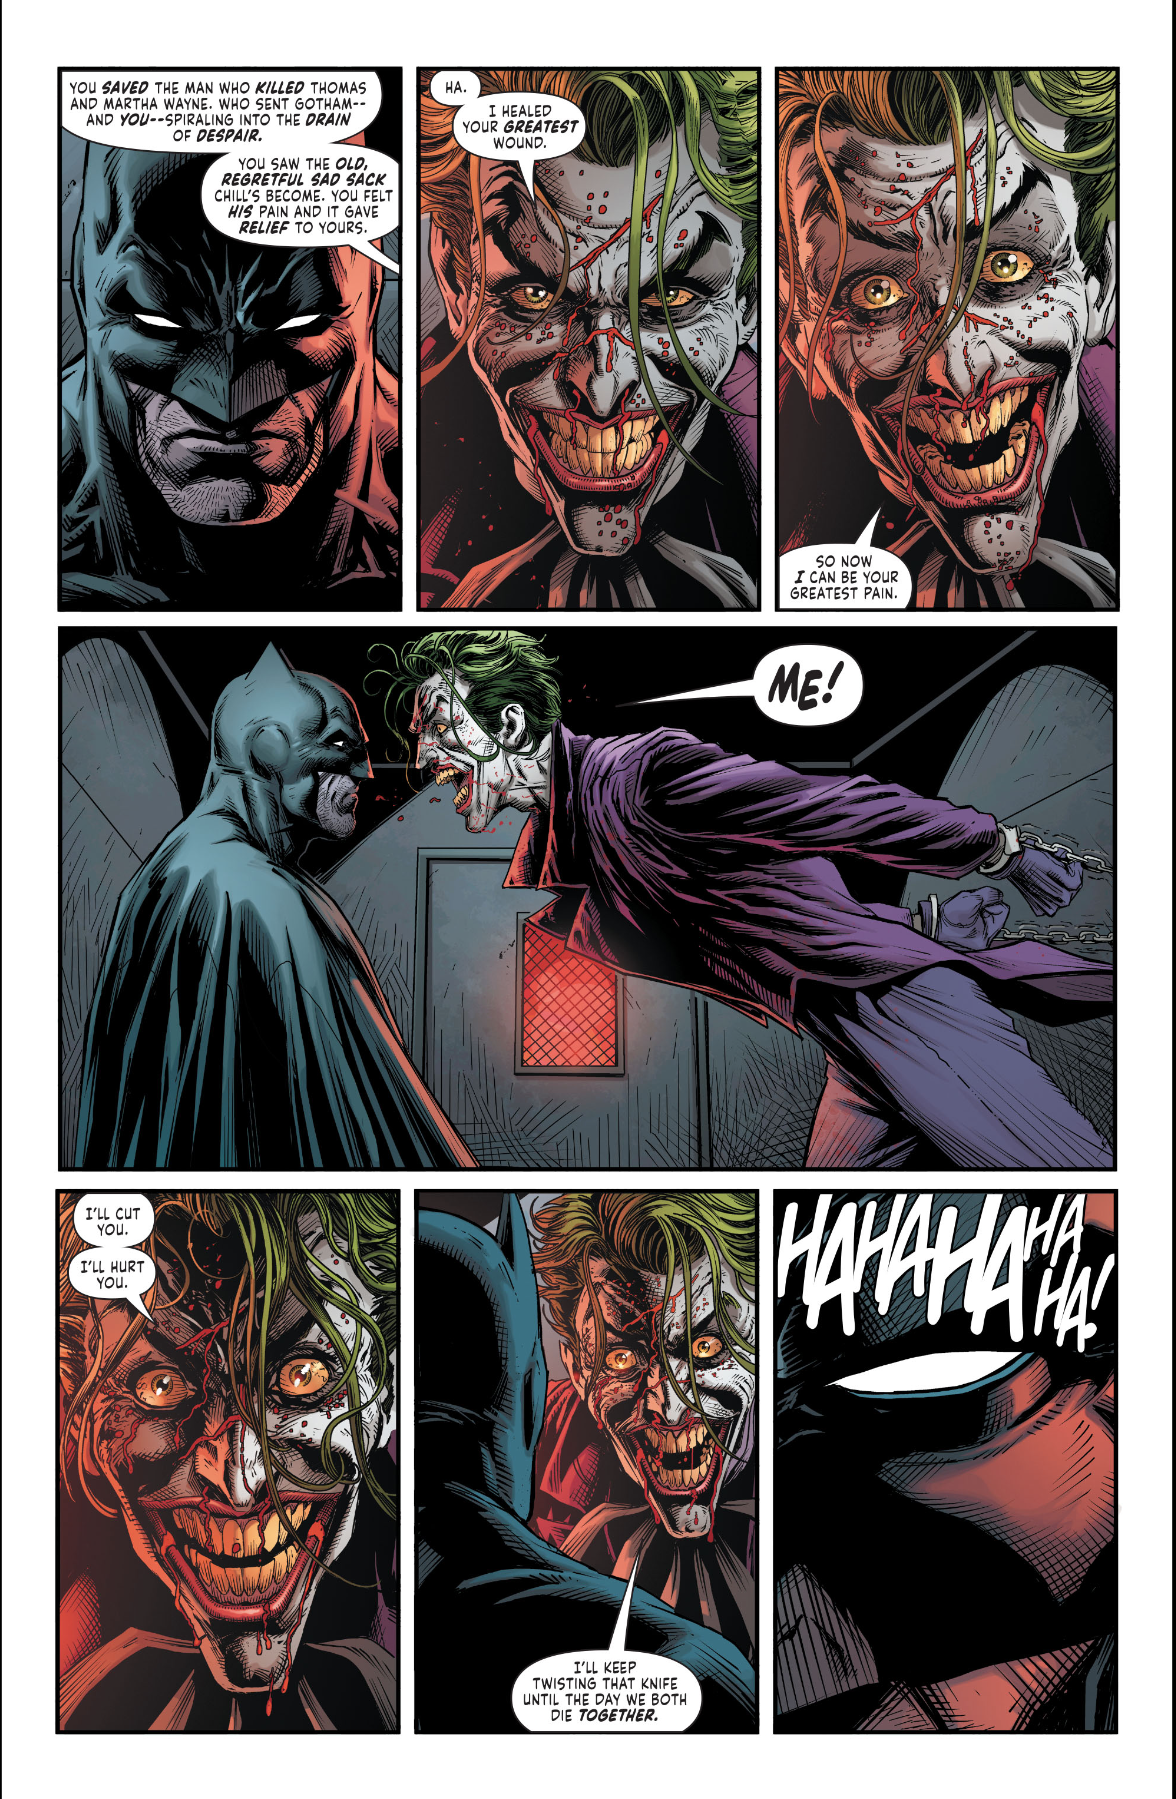 YOU SAVED THE MAN WHO KILLED THOMAS
AND MARTHA WAYNE. WHO SENT GOTHAM--
AND YOU--SPIRALING INTO THE DRAIN
OF DESPAIR.
YOU SAW THE OLD,
REGRETFUL SAD SACK
CHILL'S BECOME. YOU FELT
HIS PAIN AND IT GAVE
RELIEF TO YOURS.
HA.
I HEALED
YOUR GREATEST
WOUND.
SO NOW
I CAN BE YOUR
GREATEST PAIN.
ME!
I'LL CUT
YOU.
I'LL HURT
YOU.
I'LL KEEP
TWISTING THAT KNIFE
UNTIL THE DAY WE BOTH
DIE TOGETHER.
HAHAHAHA
HA!